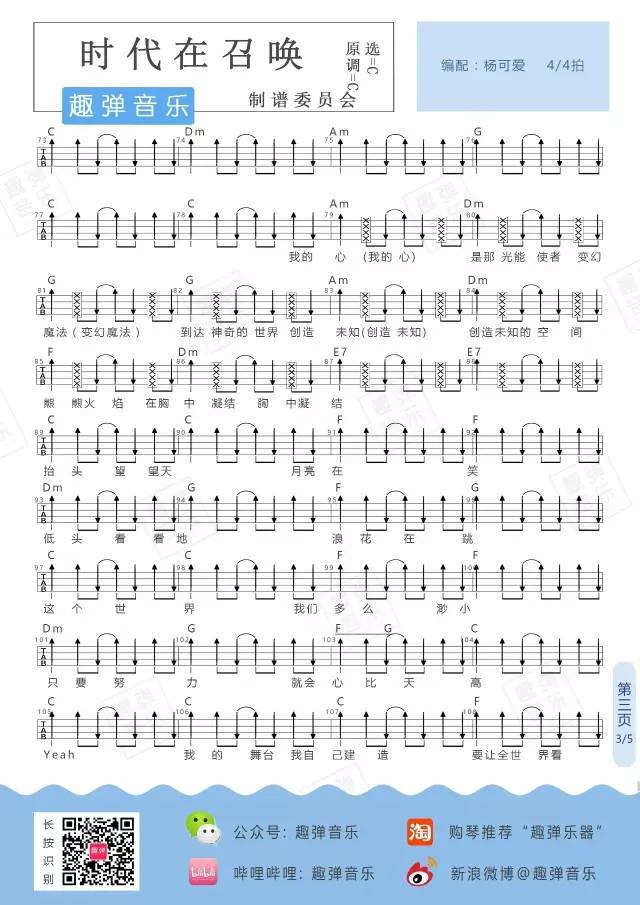 时代在召唤
原调=C
选=C
编配：杨可爱 4/4拍
趣弹音乐
制谱委员会
C Dm Am G
73 74 75 76
TAB
C C Am Dm
77 78 79 80
TAB
我的 心 (我的 心) 是那 光能 使者 变幻
G G Am Dm
81 82 83 84
TAB
魔法 (变幻魔法) 到达 神奇的 世界 创造 未知(创造 未知) 创造未知的 空 间
F Dm E7 E7
85 86 87 88
TAB
熊 熊火 焰 在胸 中 凝结 胸 中凝 结
C C F F
89 90 91 92
TAB
抬 头 望 望天 月亮 在 笑
Dm Dm G G
93 94 95 96
TAB
低 头 看 看 地 浪 花 在 跳
C C F F
97 98 99 100
TAB
这 个 世 界 我们 多么 渺 小
Dm Dm F G C
101 102 103 104
TAB
只 要 努 力 就会 心 比 天 高
C C F F
105 106 107 108
TAB
Yeah 我 的 舞台 我自 己建 造 要让全世 界看
第三页
3/5
长按识别
趣弹
公众号: 趣弹音乐
淘
购琴推荐“趣弹乐器”
哔哩哔哩: 趣弹音乐
新浪微博@趣弹音乐